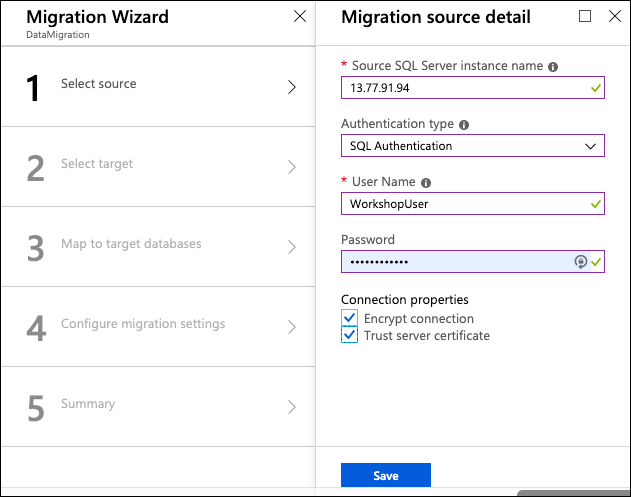 Migration Wizard
DataMigration
1 Select source
2 Select target
3 Map to target databases
4 Configure migration settings
5 Summary
Migration source detail
* Source SQL Server instance name
13.77.91.94
Authentication type
SQL Authentication
* User Name
WorkshopUser
Password
••••••••••••
Connection properties
Encrypt connection
Trust server certificate
Save